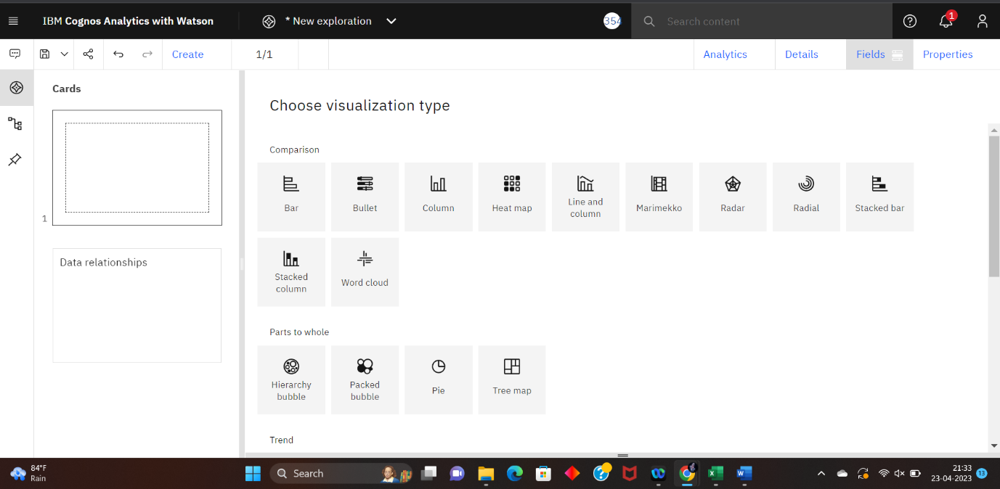 IBM Cognos Analytics with Watson
* New exploration
354
Search content
1
Create
1/1
Analytics
Details
Fields
Properties
Cards
1
Data relationships
Choose visualization type
Comparison
Bar
Bullet
Column
Heat map
Line and
column
Marimekko
Radar
Radial
Stacked bar
Stacked
column
Word cloud
Parts to whole
Hierarchy
bubble
Packed
bubble
Pie
Tree map
Trend
84°F
Rain
Search
21:33
23-04-2023
13